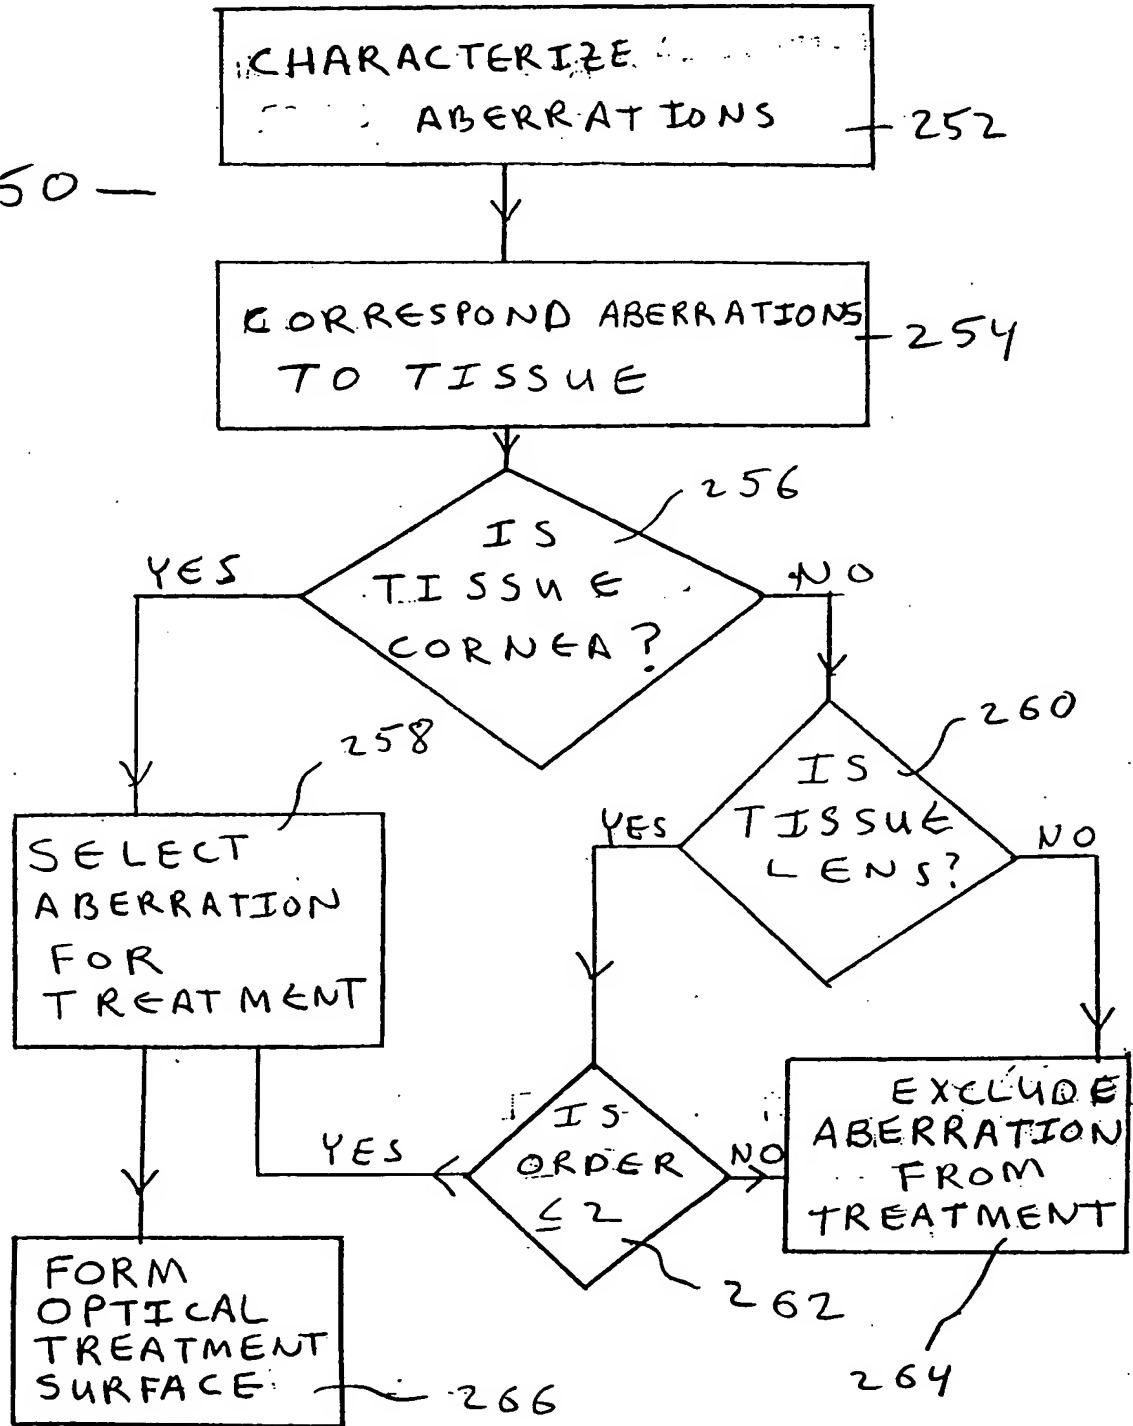 CHARACTERIZE
ABERRATIONS
252
50
CORRESPOND ABERRATIONS
TO TISSUE
254
256
IS
TISSUE
CORNEA?
YES
NO
258
260
IS
TISSUE
LENS?
YES
NO
SELECT
ABERRATION
FOR
TREATMENT
IS
ORDER
≤ 2
YES
NO
262
EXCLUDE
ABERRATION
FROM
TREATMENT
264
FORM
OPTICAL
TREATMENT
SURFACE
266